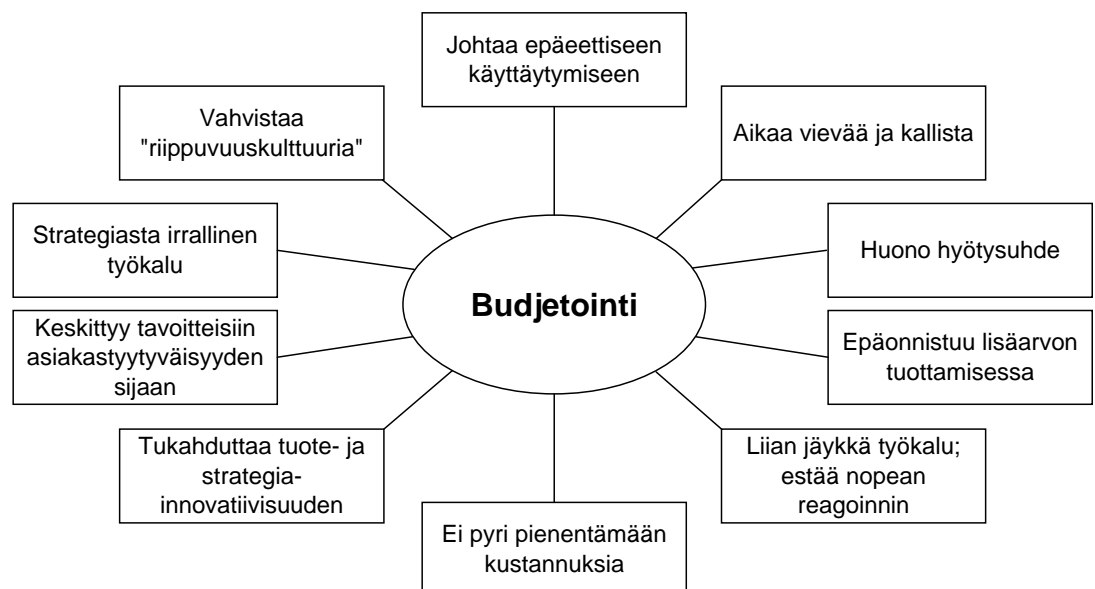 Johtaa epäeettiseen
käyttäytymiseen
Vahvistaa
"riippuvuuskulttuuria"
Aikaa vievää ja kallista
Strategiasta irrallinen
työkalu
Huono hyötysuhde
Budjetointi
Keskittyy tavoitteisiin
asiakastyytyväisyyden
sijaan
Epäonnistuu lisäarvon
tuottamisessa
Tukahduttaa tuote- ja
strategia-
innovatiivisuuden
Liian jäykkä työkalu;
estää nopean
reagoinnin
Ei pyri pienentämään
kustannuksia